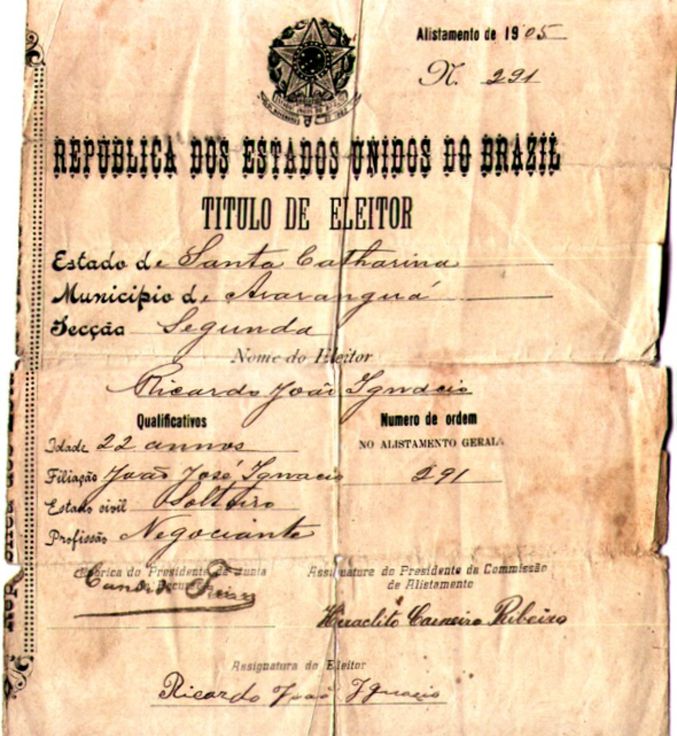 Alistamento de 1905
N. 291
REPUBLICA DOS ESTADOS UNIDOS DO BRAZIL
TITULO DE ELEITOR
Estado de Santa Catharina
Municipio de Araranguá
Secção Segunda
Nome do Eleitor
Ricardo João Ignacio
Qualificativos
Numero de ordem
Idade 22 annos
NO ALISTAMENTO GERAL
Filiação João José Ignacio
291
Estado civil Solteiro
Profissão Negociante
Rubrica do Presidente da Junta
de Recursos
Assignature do Presidente da Commissão
de Alistamento
Heraclito Carneiro Ribeiro
Assignatura do Eleitor
Ricardo João Ignacio